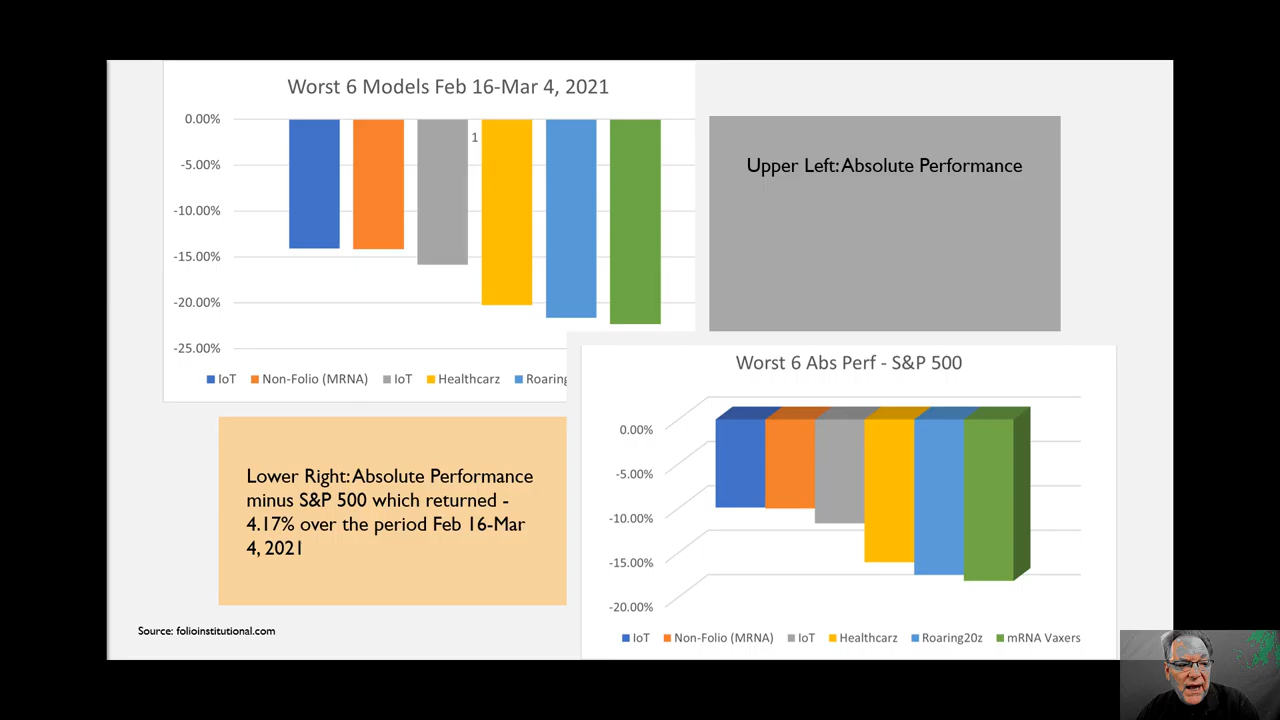 Worst 6 Models Feb 16-Mar 4, 2021
0.00%
1
-5.00%
-10.00%
-15.00%
-20.00%
-25.00%
IoT Non-Folio (MRNA) IoT Healthcarz Roaring
Upper Left: Absolute Performance
Lower Right: Absolute Performance
minus S&P 500 which returned -
4.17% over the period Feb 16-Mar
4, 2021
Worst 6 Abs Perf - S&P 500
0.00%
-5.00%
-10.00%
-15.00%
-20.00%
IoT Non-Folio (MRNA) IoT Healthcarz Roaring20z mRNA Vaxers
Source: folioinstitutional.com